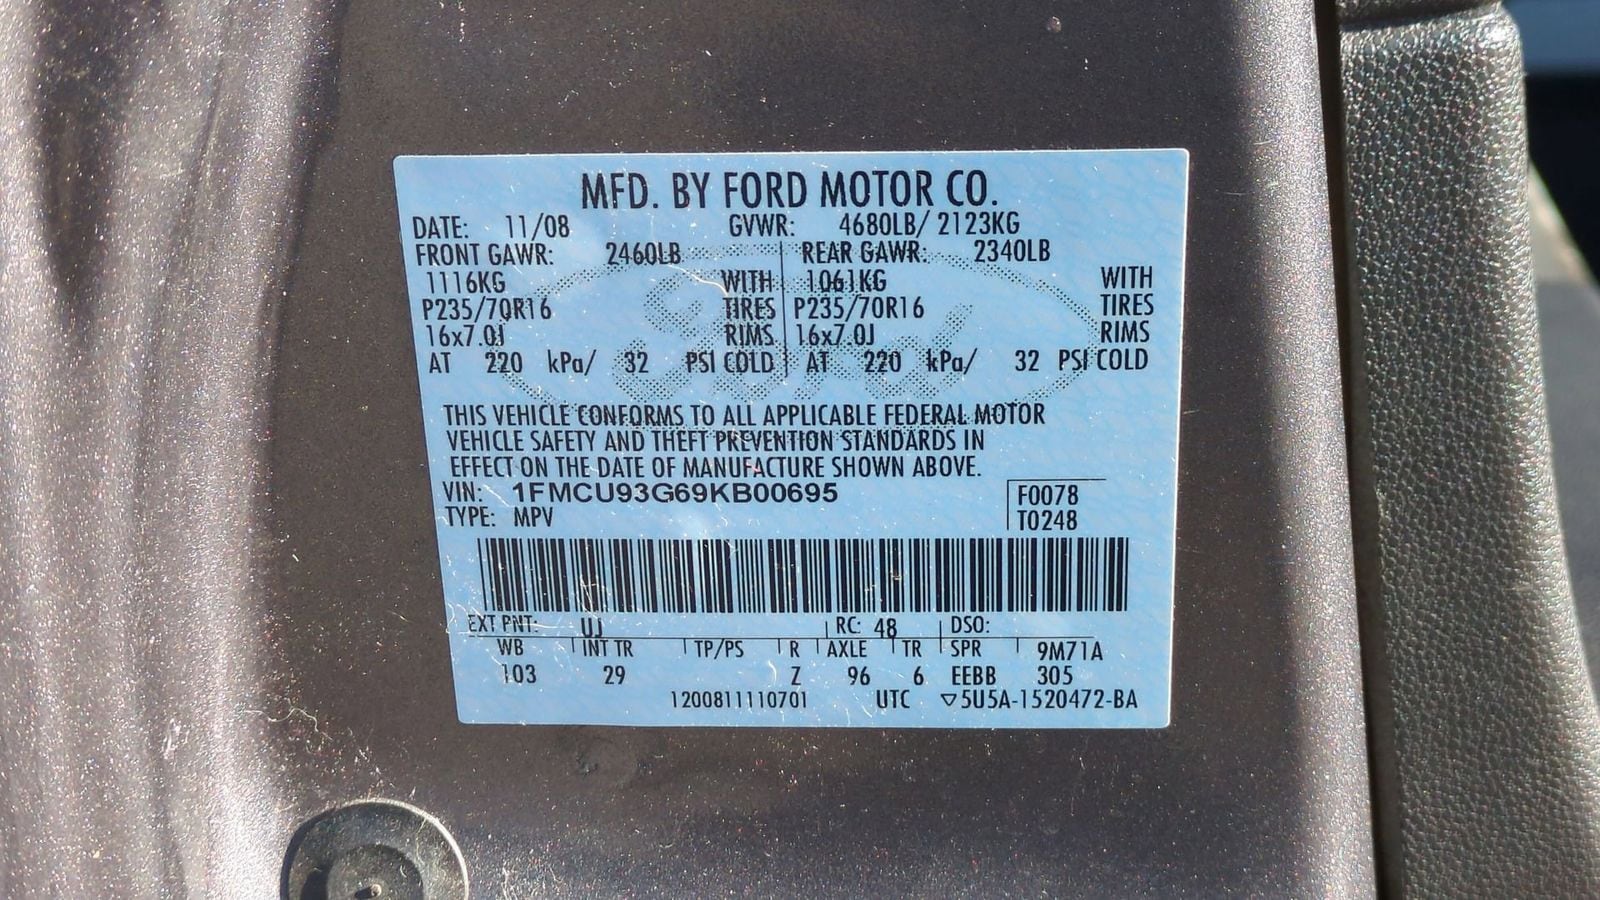 MFD. BY FORD MOTOR CO.
DATE: 11/08 GVWR: 4680LB/ 2123KG
FRONT GAWR: 2460LB REAR GAWR: 2340LB
1116KG WITH 1061KG WITH
P235/70R16 TIRES P235/70R16 TIRES
16x7.0J RIMS 16x7.0J RIMS
AT 220 kPa/ 32 PSI COLD AT 220 kPa/ 32 PSI COLD
Ford
THIS VEHICLE CONFORMS TO ALL APPLICABLE FEDERAL MOTOR
VEHICLE SAFETY AND THEFT PREVENTION STANDARDS IN
EFFECT ON THE DATE OF MANUFACTURE SHOWN ABOVE.
VIN: 1FMCU93G69KB00695 F0078
TYPE: MPV T0248
EXT PNT: UJ RC: 48 DSO:
WB INT TR TP/PS R AXLE TR SPR 9M71A
103 29 Z 96 6 EEBB 305
1200811110701 UTC ▽5U5A-1520472-BA